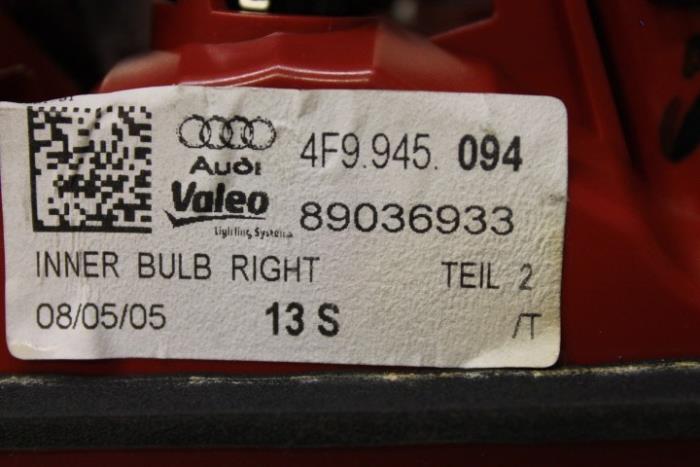 Audi
4F9.945. 094
Valeo
Lighting Systems
89036933
INNER BULB RIGHT TEIL 2
08/05/05 13 S /T